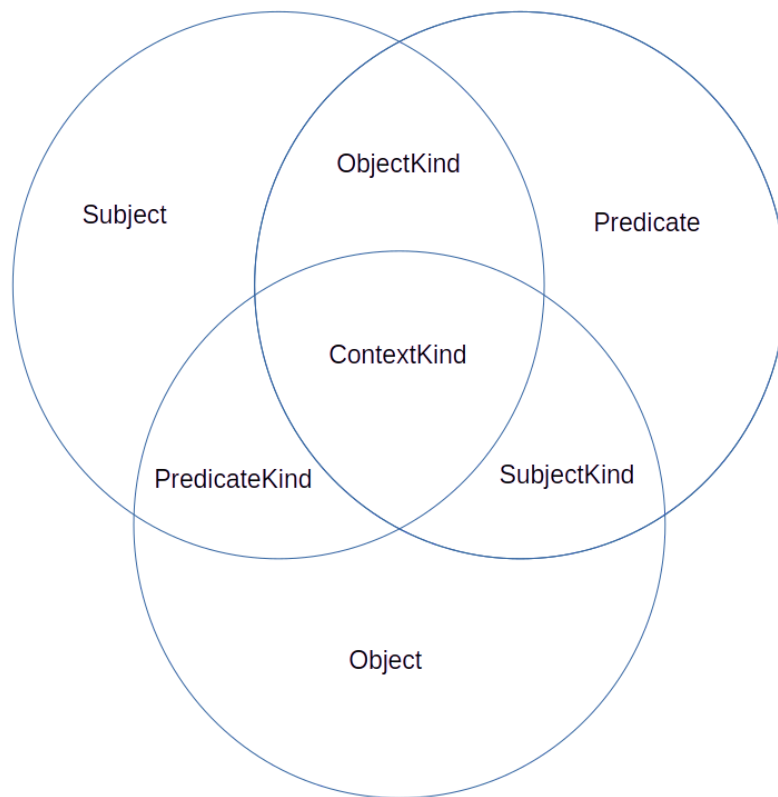 ObjectKind
Subject
Predicate
ContextKind
PredicateKind
SubjectKind
Object